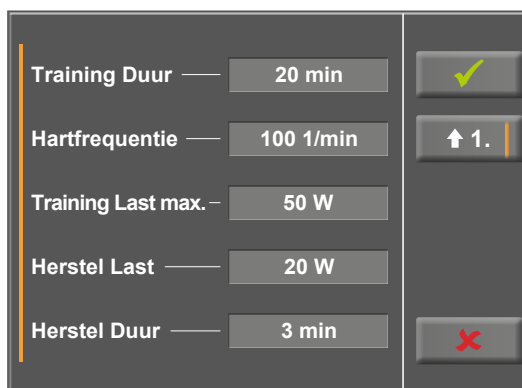 Training Duur 20 min
Hartfrequentie 100 1/min
1.
Training Last max. 50 W
Herstel Last 20 W
Herstel Duur 3 min